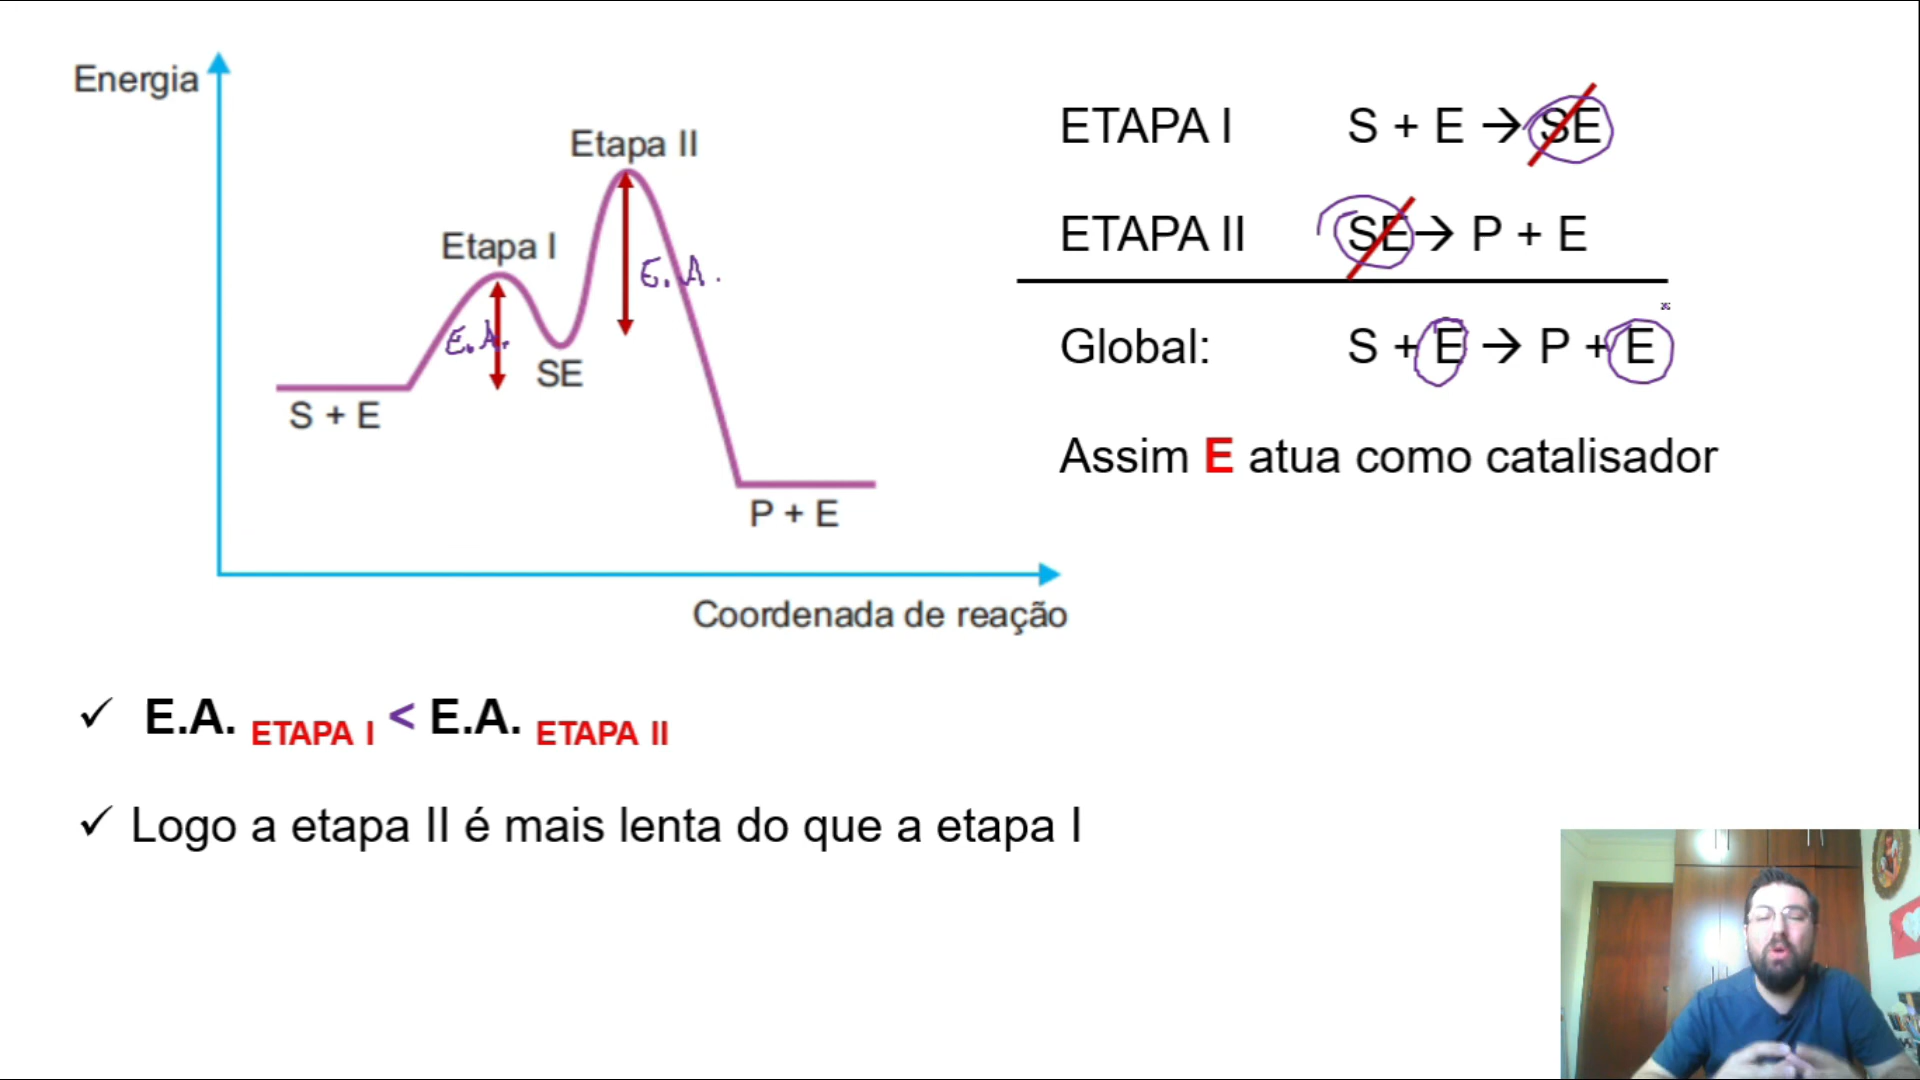 Energia
Etapa II
Etapa I
E.A.
E.A.
SE
S + E
P + E
Coordenada de reação
ETAPA I S + E → SE
ETAPA II SE → P + E
Global: S + E → P + E
Assim E atua como catalisador
✓ E.A. ETAPA I < E.A. ETAPA II
✓ Logo a etapa II é mais lenta do que a etapa I